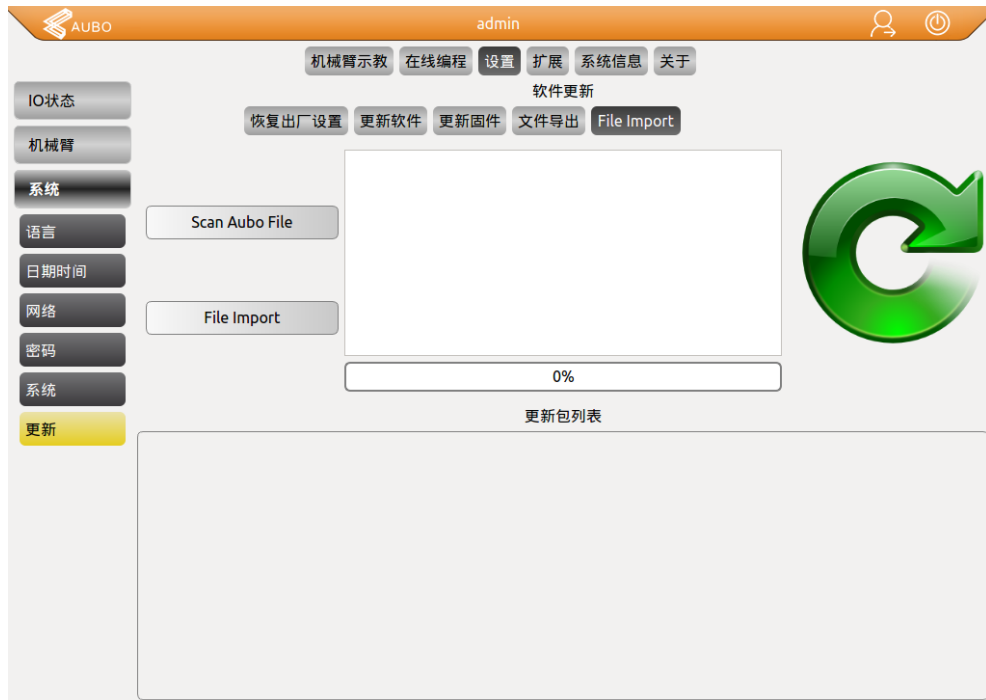 AUBO admin
机械臂示教 在线编程 设置 扩展 系统信息 关于
软件更新
恢复出厂设置 更新软件 更新固件 文件导出 File Import
IO状态
机械臂
系统
语言
日期时间
网络
密码
系统
更新
Scan Aubo File
File Import
0%
更新包列表